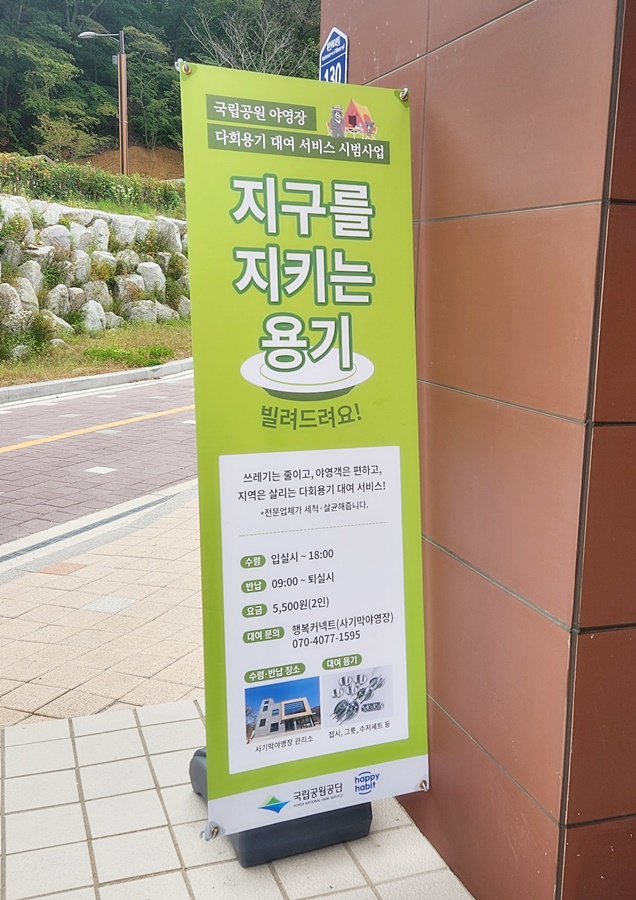 130
국립공원 야영장
다회용기 대여 서비스 시범사업
지구를
지키는
용기
빌려드려요!
쓰레기는 줄이고, 야영객은 편하고,
지역은 살리는 다회용기 대여 서비스!
*전문업체가 세척·살균해줍니다.
수령 입실시 ~ 18:00
반납 09:00 ~ 퇴실시
요금 5,500원(2인)
대여 문의 행복커넥트(사기막야영장)
070-4077-1595
수령·반납 장소 대여 용기
사기막야영장 관리소 접시, 그릇, 수저세트 등
국립공원공단
KOREA NATIONAL PARK SERVICE
happy
habit